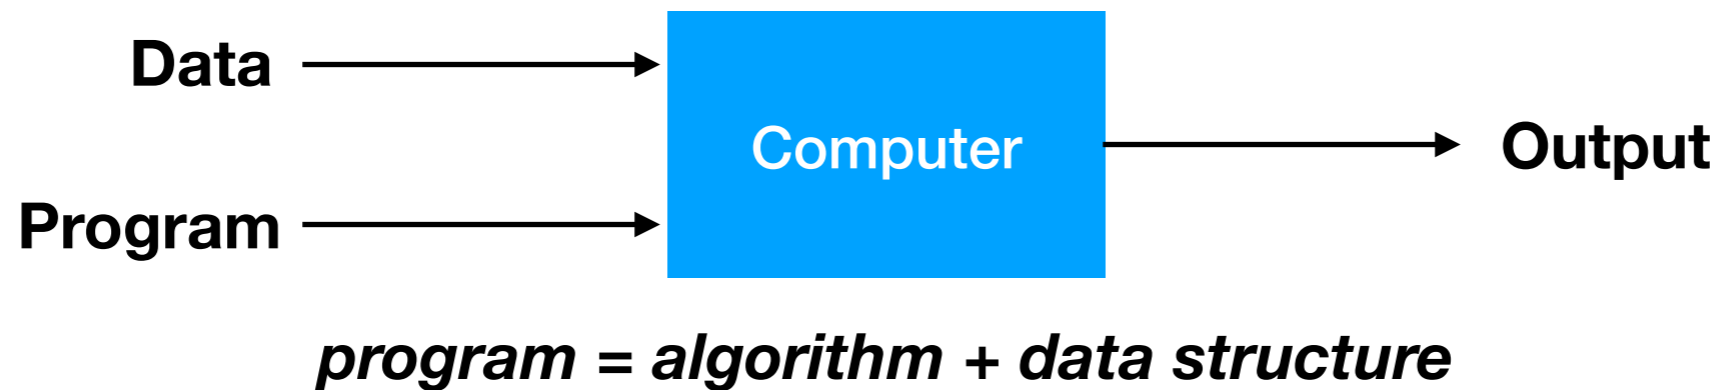 Data
Program
Computer
Output
program = algorithm + data structure